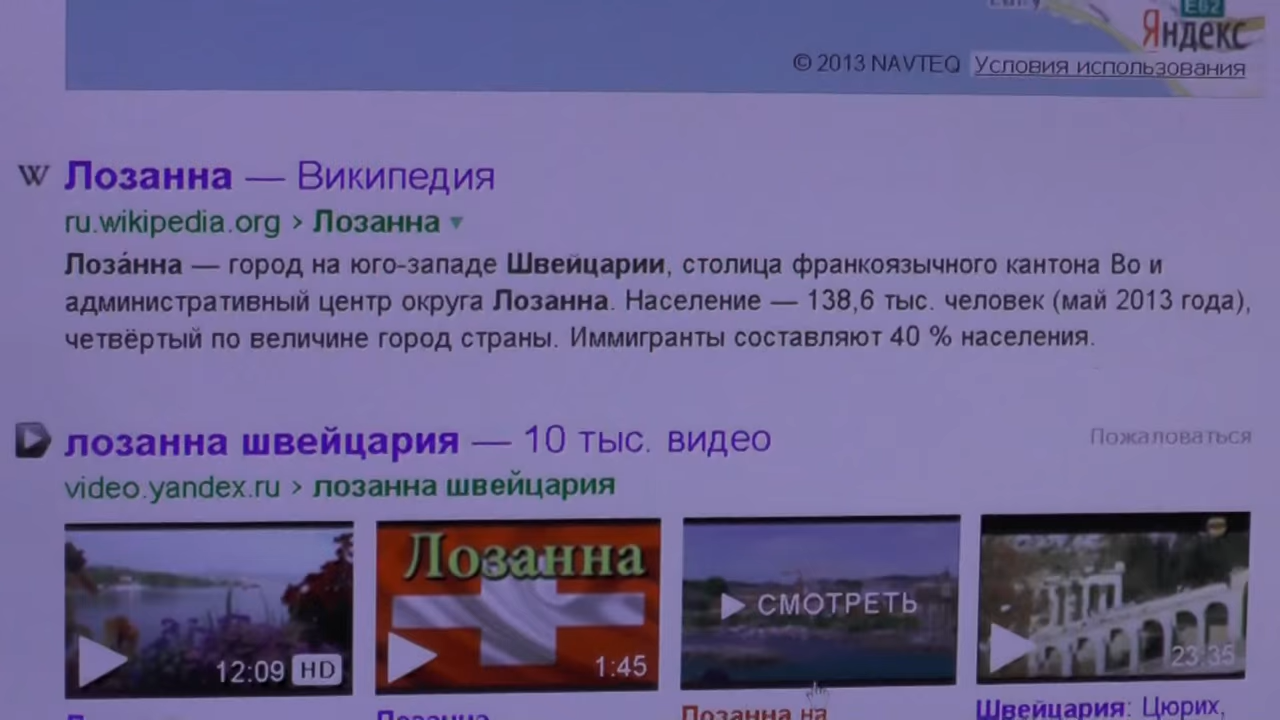 E62
Яндекс
© 2013 NAVTEQ Условия использования
W Лозанна — Википедия
ru.wikipedia.org › Лозанна
Лоза́нна — город на юго-западе Швейцарии, столица франкоязычного кантона Во и
административный центр округа Лозанна. Население — 138,6 тыс. человек (май 2013 года),
четвёртый по величине город страны. Иммигранты составляют 40 % населения.
лозанна швейцария — 10 тыс. видео
Пожаловаться
video.yandex.ru › лозанна швейцария
12:09 HD
Лозанна
1:45
СМОТРЕТЬ
23:35
Лозанна
Лозанна на
Швейцария: Цюрих,